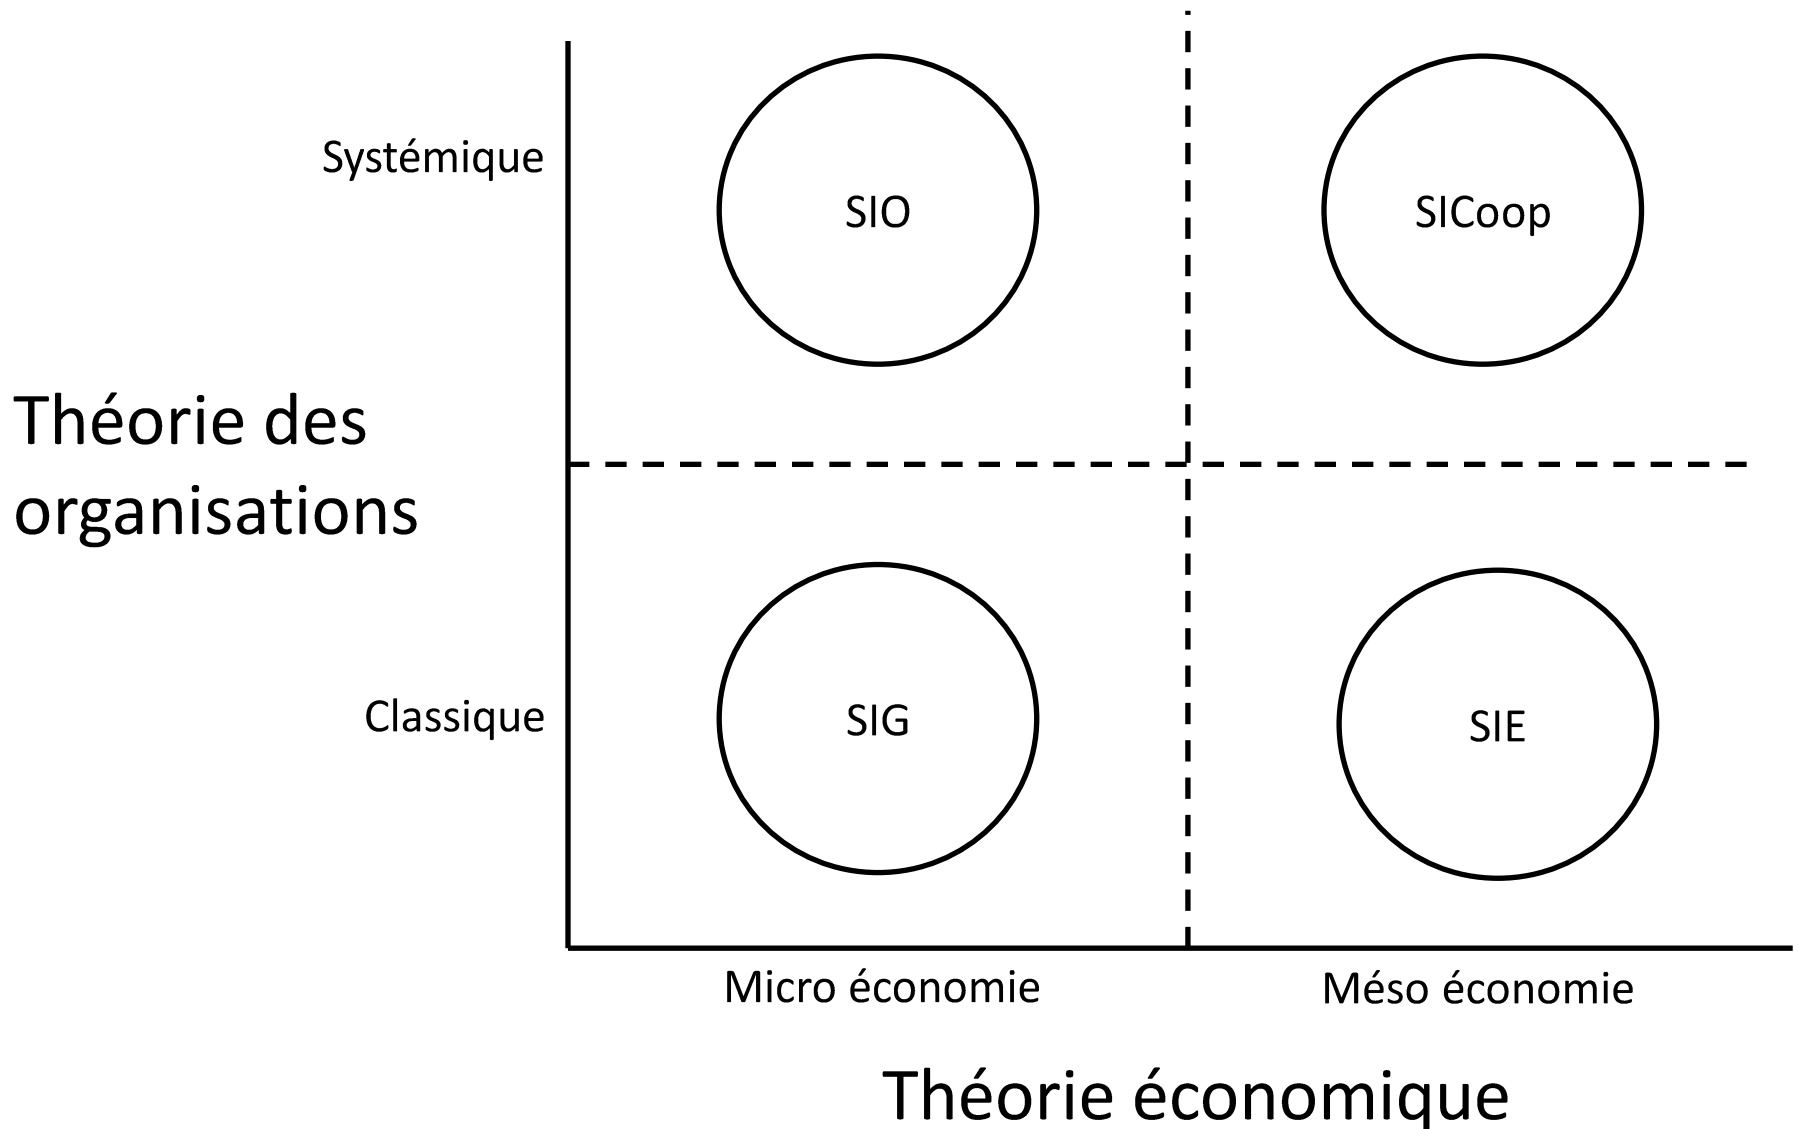 Systémique
SIO
SICoop
Théorie des
organisations
Classique
SIG
SIE
Micro économie
Méso économie
Théorie économique